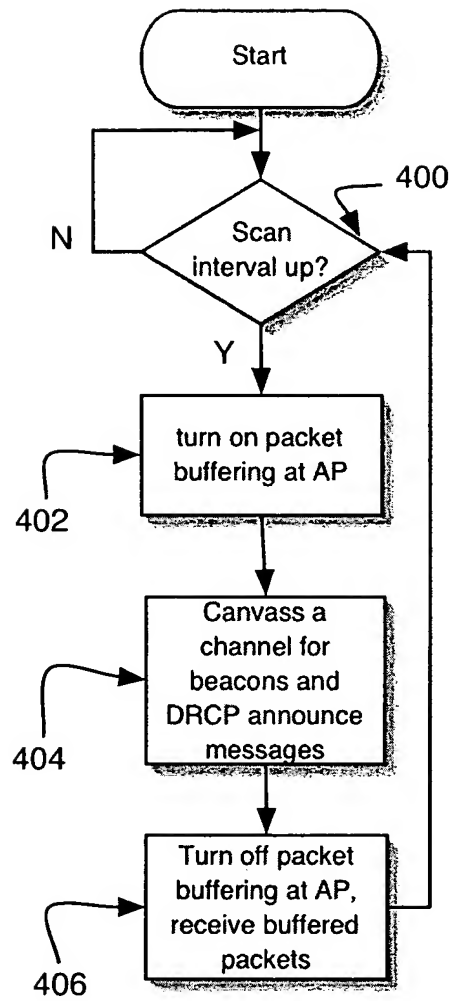 Start
400
N
Scan
interval up?
Y
turn on packet
buffering at AP
402
Canvass a
channel for
beacons and
DRCP announce
messages
404
Turn off packet
buffering at AP,
receive buffered
packets
406